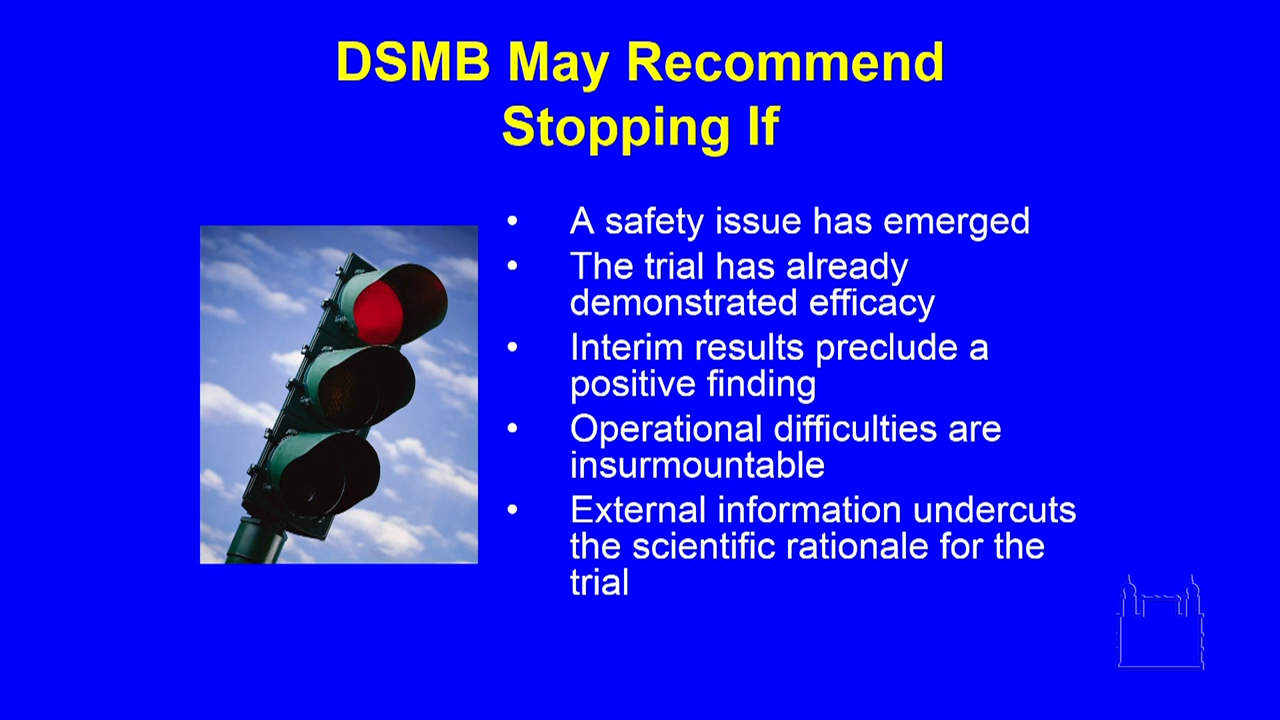 DSMB May Recommend
Stopping If
• A safety issue has emerged
• The trial has already
demonstrated efficacy
• Interim results preclude a
positive finding
• Operational difficulties are
insurmountable
• External information undercuts
the scientific rationale for the
trial